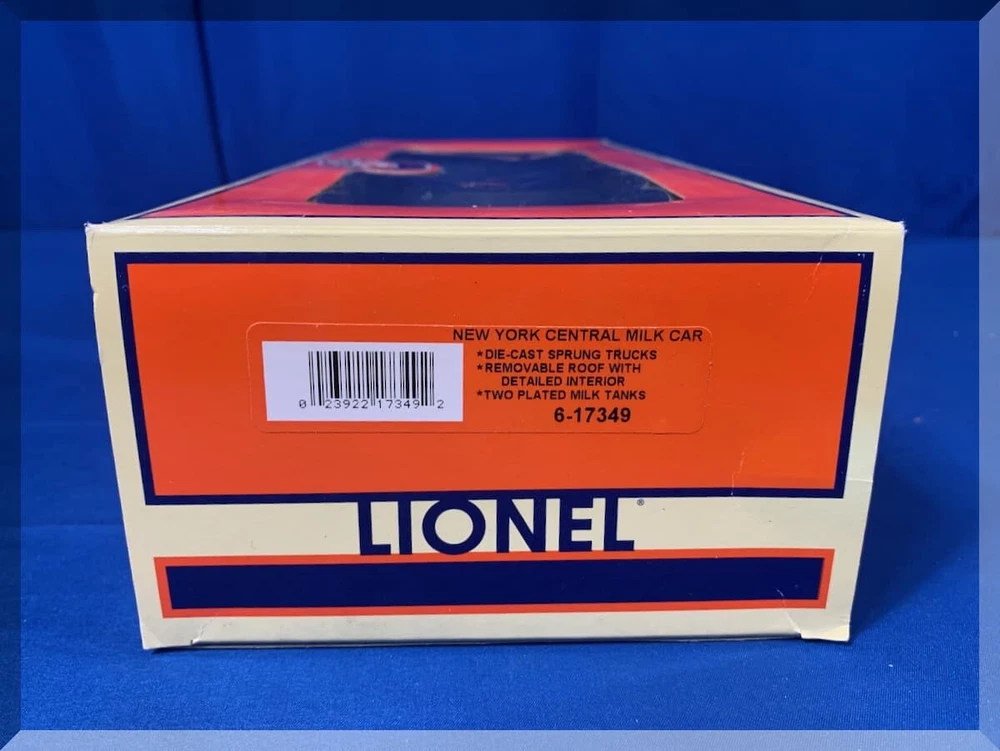 NEW YORK CENTRAL MILK CAR
*DIE-CAST SPRUNG TRUCKS
*REMOVABLE ROOF WITH
DETAILED INTERIOR
*TWO PLATED MILK TANKS
6-17349
0 23922 17349 2
LIONEL®